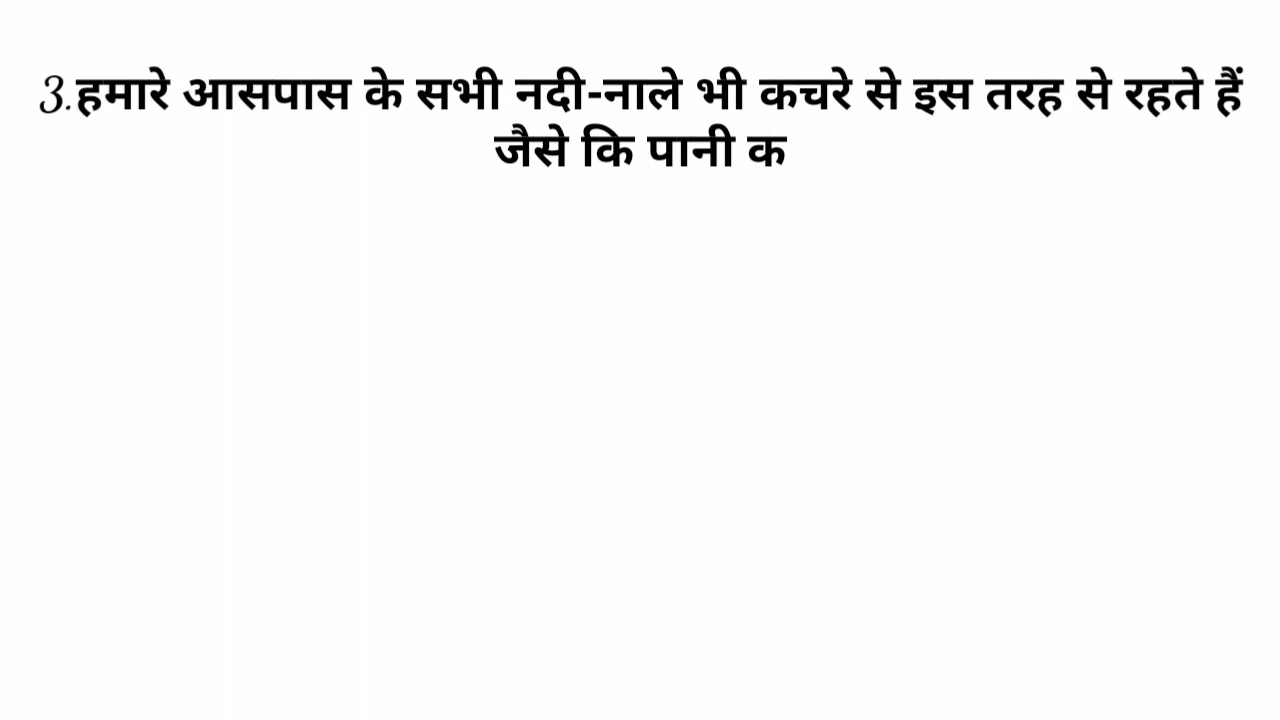 3.हमारे आसपास के सभी नदी-नाले भी कचरे से इस तरह से रहते हैं
जैसे कि पानी क